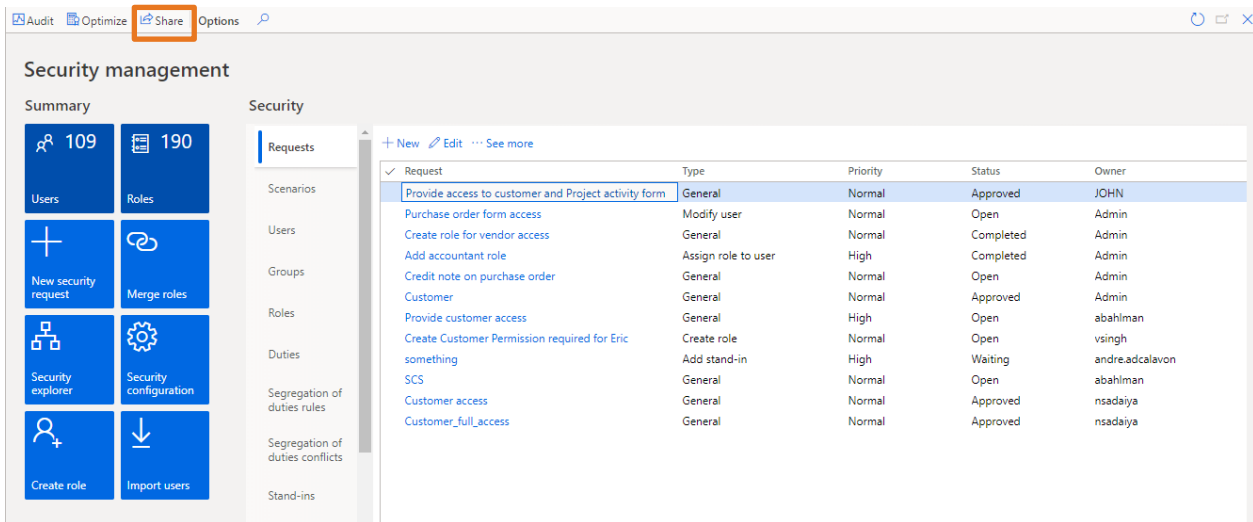 Audit Optimize Share Options
Security management
Summary
109
Users
190
Roles
New security
request
Merge roles
Security
explorer
Security
configuration
Create role
Import users
Security
Requests
Scenarios
Users
Groups
Roles
Duties
Segregation of
duties rules
Segregation of
duties conflicts
Stand-ins
New Edit ··· See more
Request Type Priority Status Owner
Provide access to customer and Project activity form General Normal Approved JOHN
Purchase order form access Modify user Normal Open Admin
Create role for vendor access General Normal Completed Admin
Add accountant role Assign role to user High Completed Admin
Credit note on purchase order General Normal Open Admin
Customer General Normal Approved Admin
Provide customer access General High Open abahlman
Create Customer Permission required for Eric Create role Normal Open vsingh
something Add stand-in High Waiting andre.adcalavon
SCS General Normal Open abahlman
Customer access General Normal Approved nsadaiya
Customer_full_access General Normal Approved nsadaiya